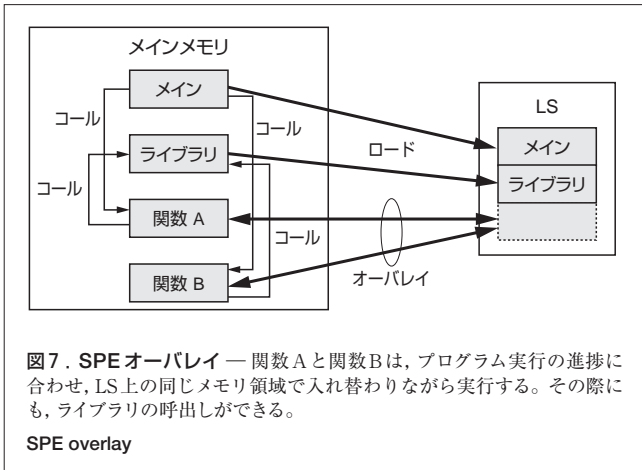 メインメモリ
メイン
コール
コール
ライブラリ
コール
関数 A
コール
関数 B
ロード
オーバレイ
LS
メイン
ライブラリ
図7．SPEオーバレイ — 関数Aと関数Bは，プログラム実行の進捗に
合わせ，LS上の同じメモリ領域で入れ替わりながら実行する。その際に
も，ライブラリの呼出しができる。
SPE overlay